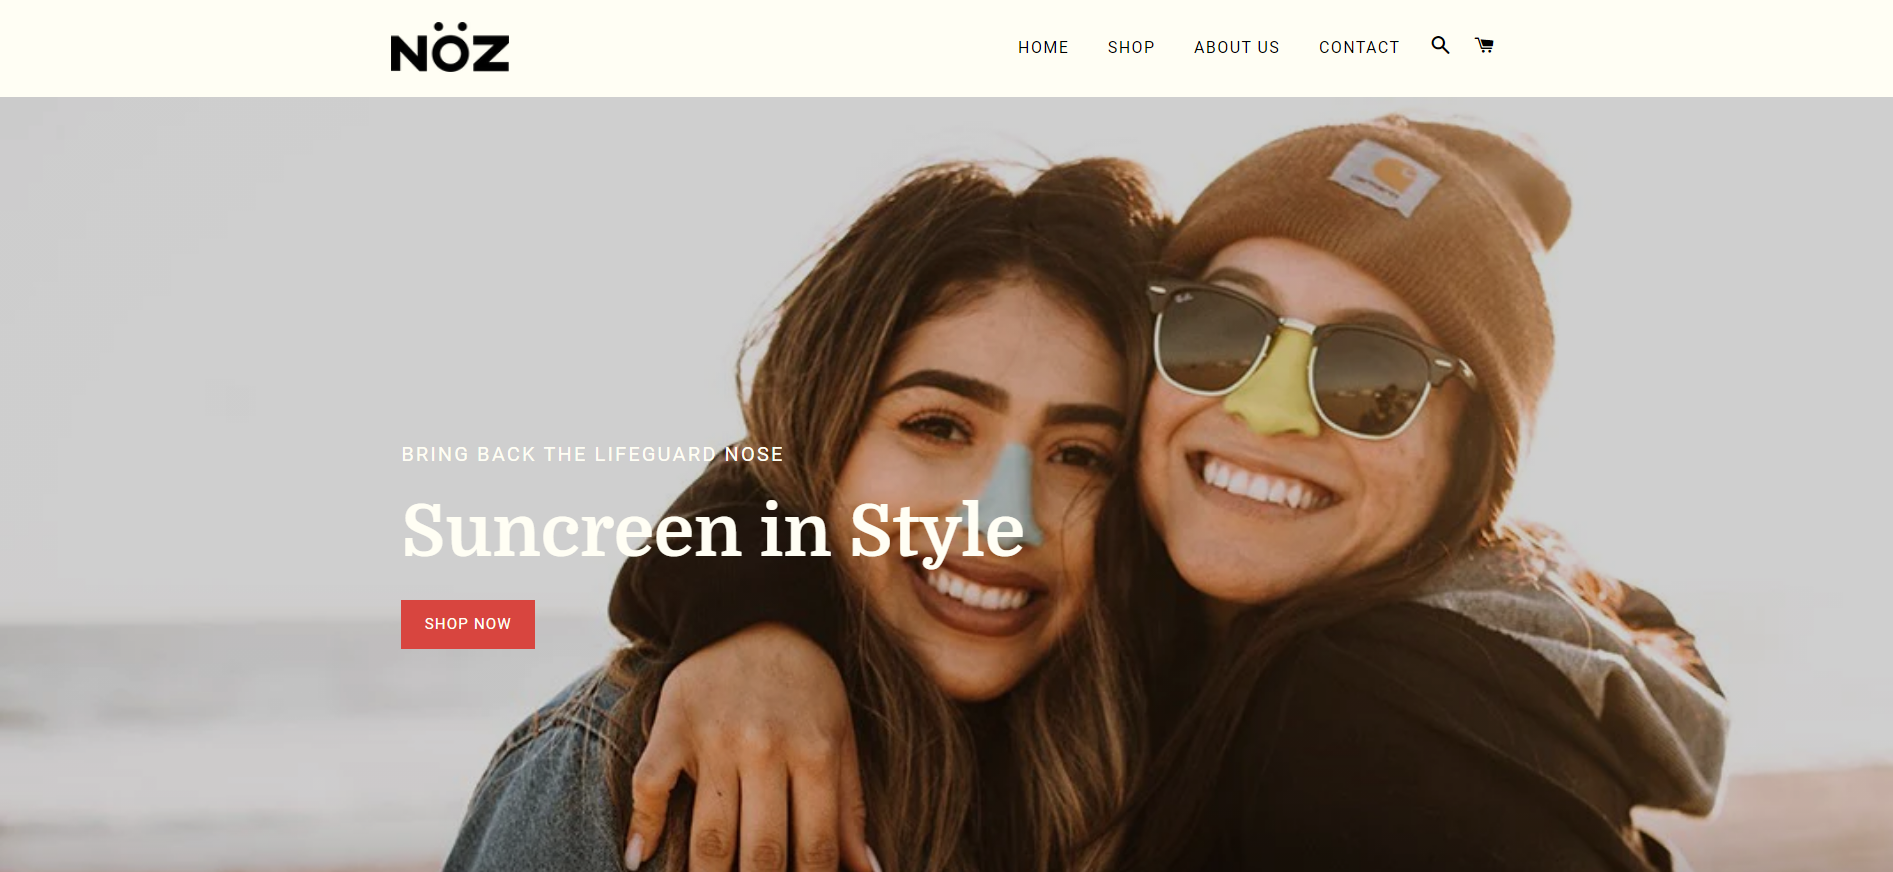 NÖZ
HOME SHOP ABOUT US CONTACT
BRING BACK THE LIFEGUARD NOSE
Suncreen in Style
SHOP NOW